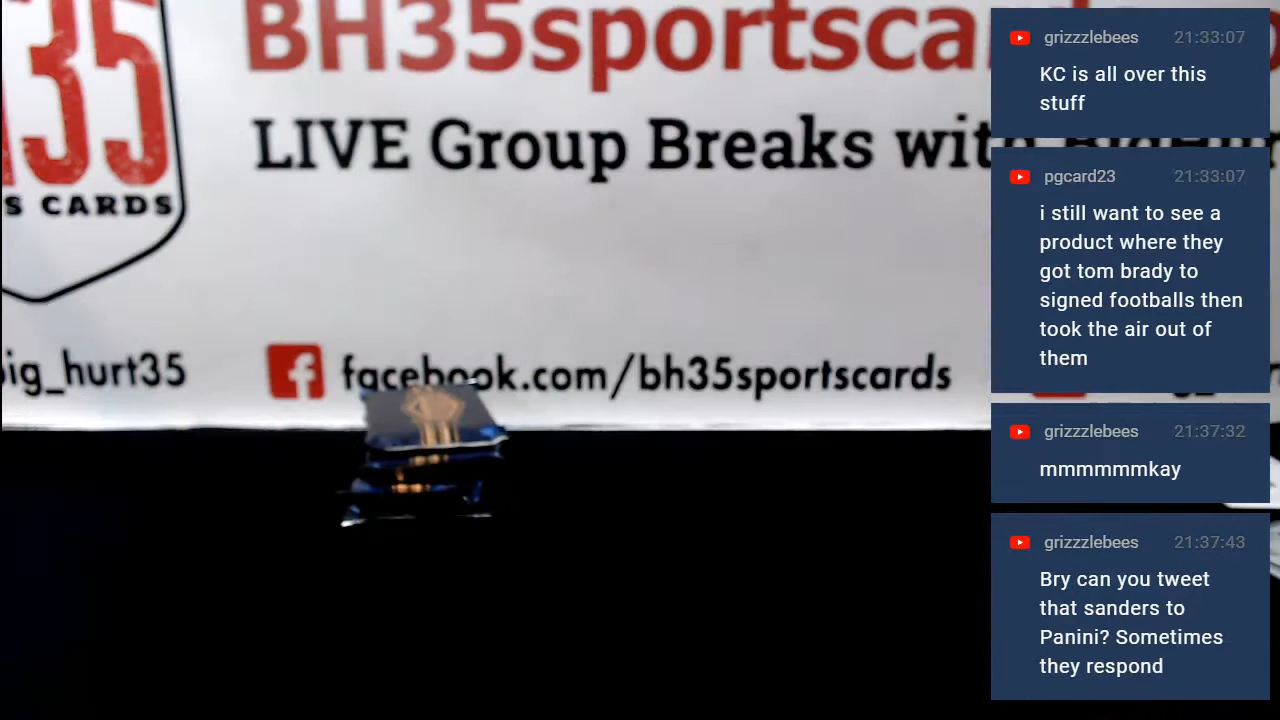 35
S CARDS
BH35sportsca
LIVE Group Breaks with
big_hurt35
facebook.com/bh35sportscards
grizzzlebees 21:33:07
KC is all over this
stuff
pgcard23 21:33:07
i still want to see a
product where they
got tom brady to
signed footballs then
took the air out of
them
grizzzlebees 21:37:32
mmmmmmkay
grizzzlebees 21:37:43
Bry can you tweet
that sanders to
Panini? Sometimes
they respond